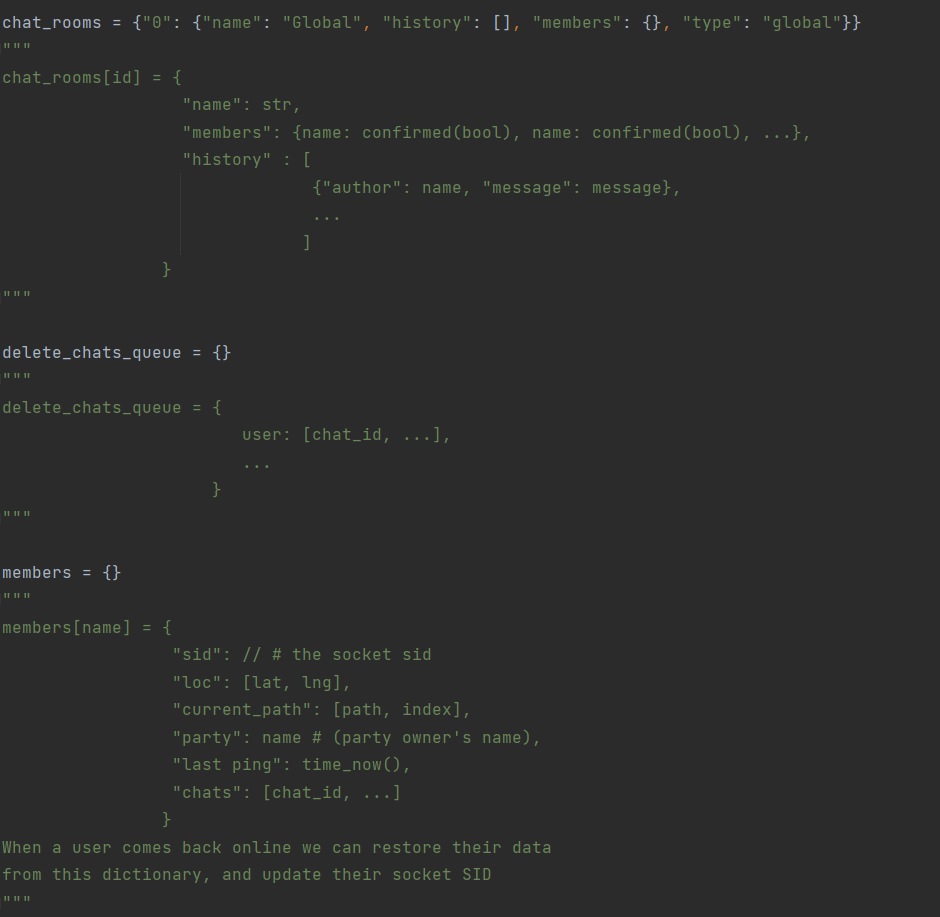 chat_rooms = {"0": {"name": "Global", "history": [], "members": {}, "type": "global"}}
"""
chat_rooms[id] = {
"name": str,
"members": {name: confirmed(bool), name: confirmed(bool), ...},
"history" : [
{"author": name, "message": message},
...
]
}
"""
delete_chats_queue = {}
"""
delete_chats_queue = {
user: [chat_id, ...],
...
}
"""
members = {}
"""
members[name] = {
"sid": // # the socket sid
"loc": [lat, lng],
"current_path": [path, index],
"party": name # (party owner's name),
"last ping": time_now(),
"chats": [chat_id, ...]
}
When a user comes back online we can restore their data
from this dictionary, and update their socket SID
"""